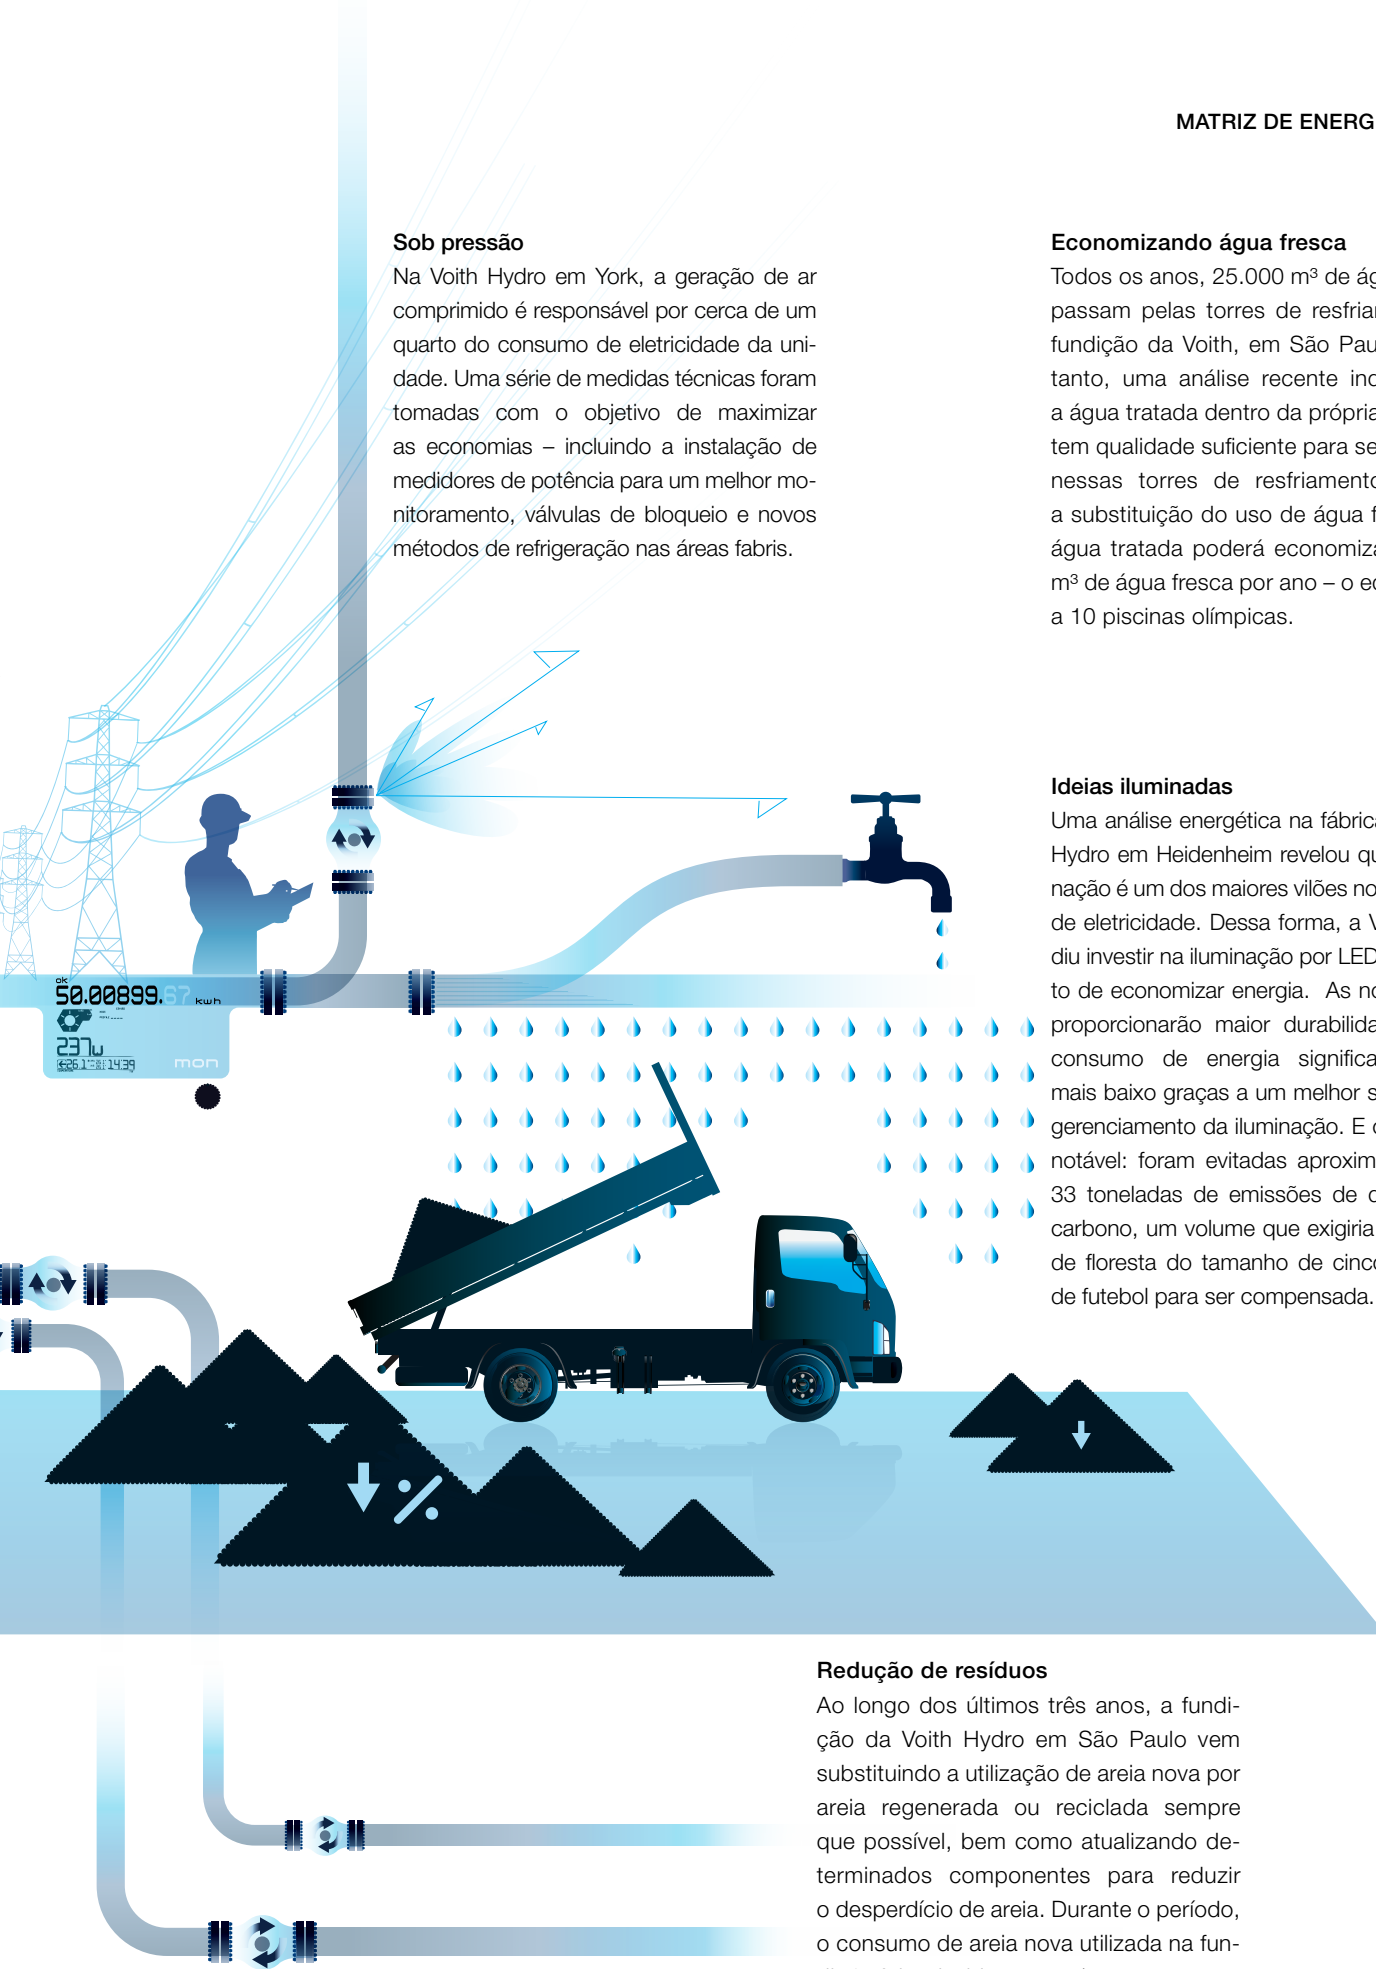 MATRIZ DE ENERG
Sob pressão
Na Voith Hydro em York, a geração de ar
comprimido é responsável por cerca de um
quarto do consumo de eletricidade da uni-
dade. Uma série de medidas técnicas foram
tomadas com o objetivo de maximizar
as economias – incluindo a instalação de
medidores de potência para um melhor mo-
nitoramento, válvulas de bloqueio e novos
métodos de refrigeração nas áreas fabris.
Economizando água fresca
Todos os anos, 25.000 m³ de ág
passam pelas torres de resfria
fundição da Voith, em São Pau
tanto, uma análise recente ind
a água tratada dentro da própria
tem qualidade suficiente para se
nessas torres de resfriamento
a substituição do uso de água f
água tratada poderá economiza
m³ de água fresca por ano – o e
a 10 piscinas olímpicas.
Ideias iluminadas
Uma análise energética na fábrica
Hydro em Heidenheim revelou qu
nação é um dos maiores vilões no
de eletricidade. Dessa forma, a V
diu investir na iluminação por LED
to de economizar energia. As no
proporcionarão maior durabilida
consumo de energia significa
mais baixo graças a um melhor s
gerenciamento da iluminação. E
notável: foram evitadas aproxim
33 toneladas de emissões de
carbono, um volume que exigiria
de floresta do tamanho de cinc
de futebol para ser compensada.
ok
50.00899.67 kwh
237w
26.1 14:39
mon
%
Redução de resíduos
Ao longo dos últimos três anos, a fundi-
ção da Voith Hydro em São Paulo vem
substituindo a utilização de areia nova por
areia regenerada ou reciclada sempre
que possível, bem como atualizando de-
terminados componentes para reduzir
o desperdício de areia. Durante o período,
o consumo de areia nova utilizada na fun-